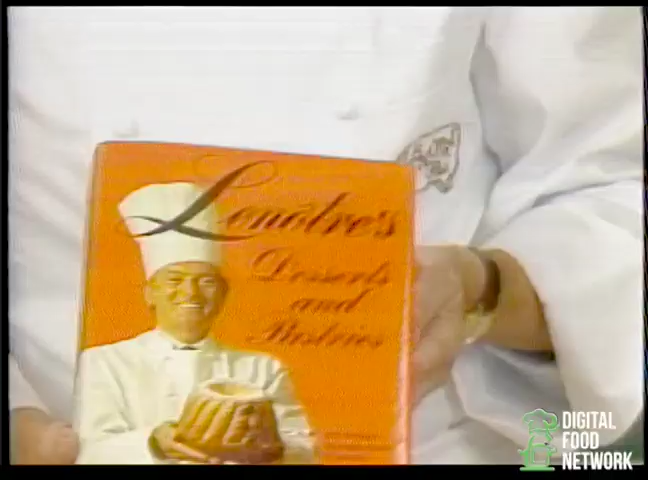 Lenôtre's
Desserts
and
Pastries
DIGITAL
FOOD
NETWORK